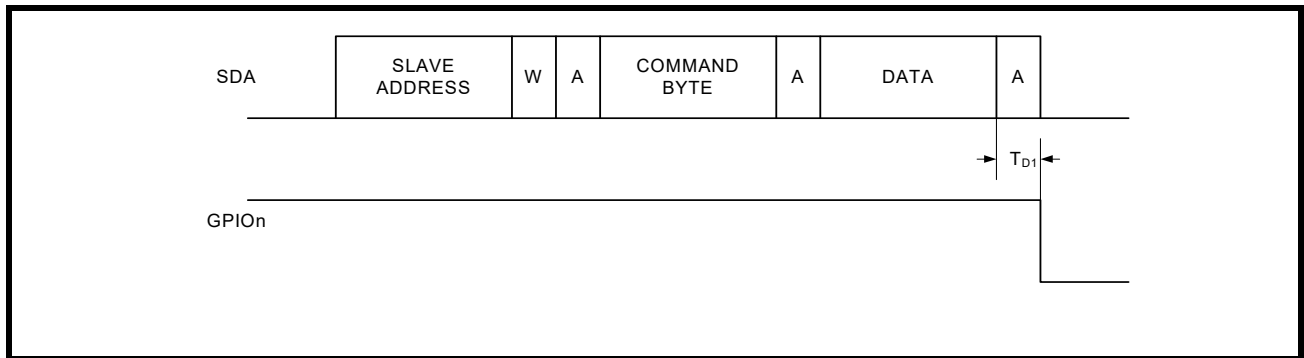 SDA
SLAVE
ADDRESS
W
A
COMMAND
BYTE
A
DATA
A
TD1
GPIOn